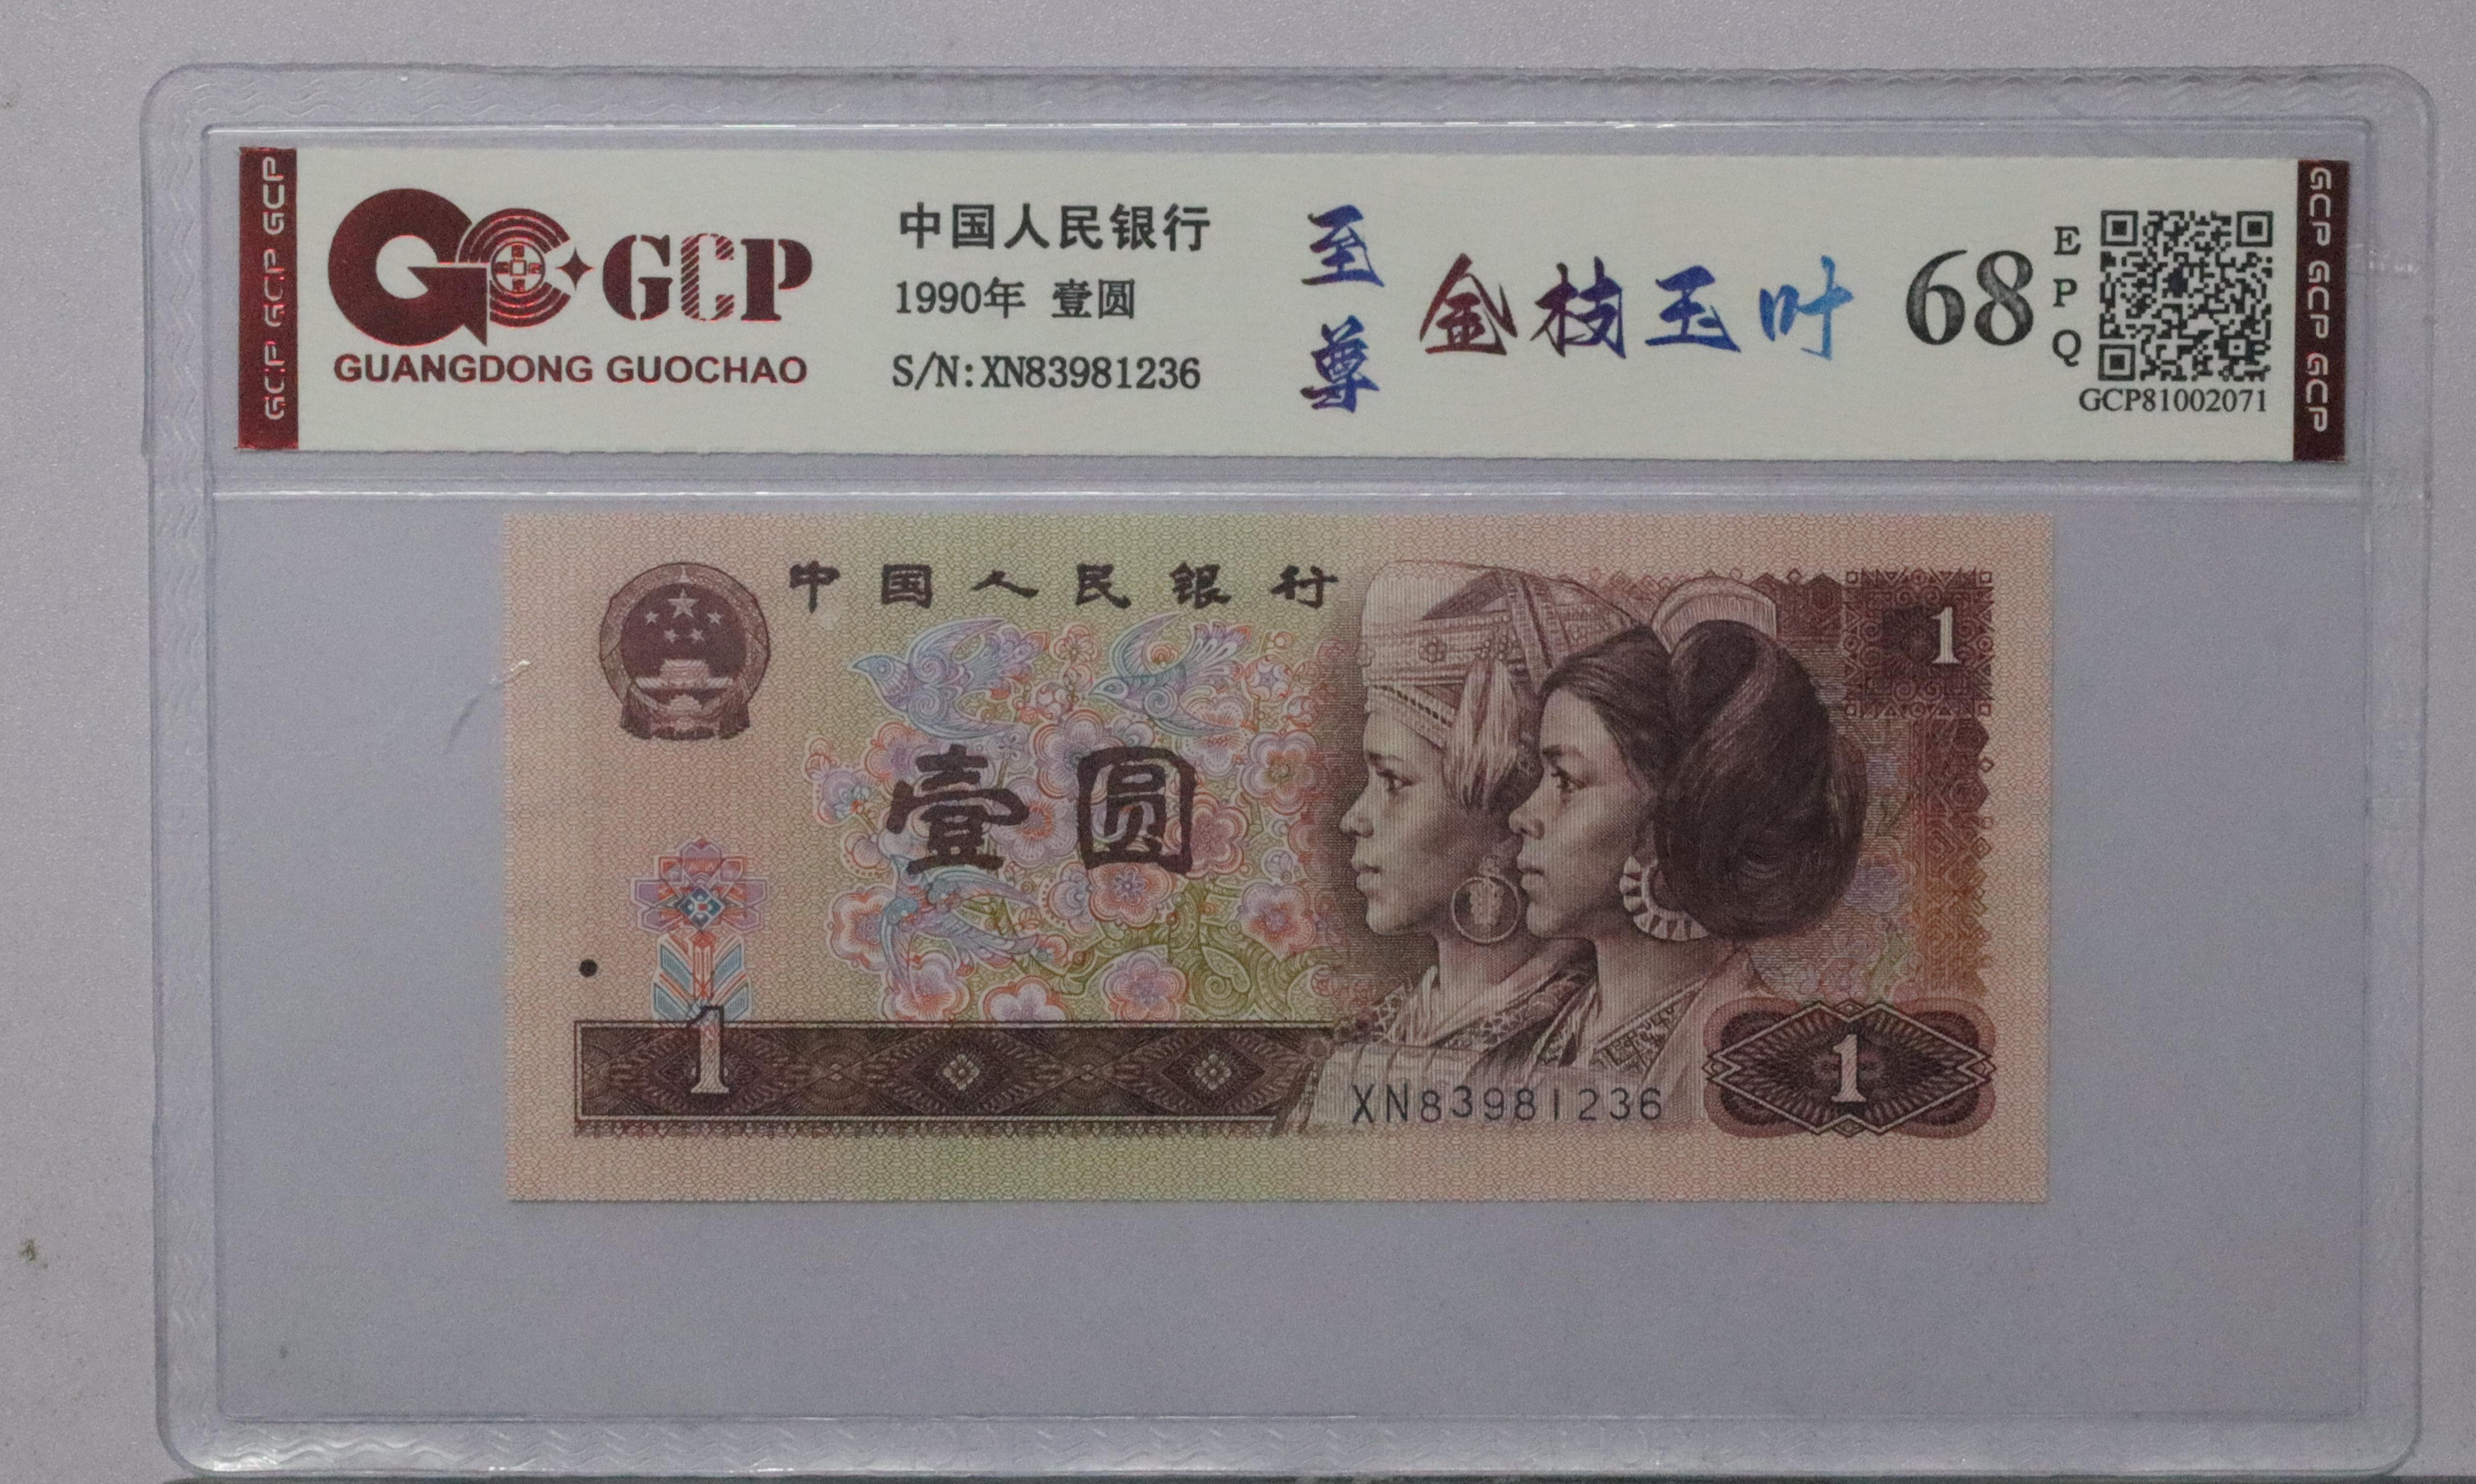 GCP GCP GCP
GCP
GUANGDONG GUOCHAO
中国人民银行
1990年 壹圆
S/N:XN83981236
至尊
金枝玉叶
68
EPQ
GCP81002071
GCP GCP GCP
中国人民银行
1
壹圆
1
XN83981236
1